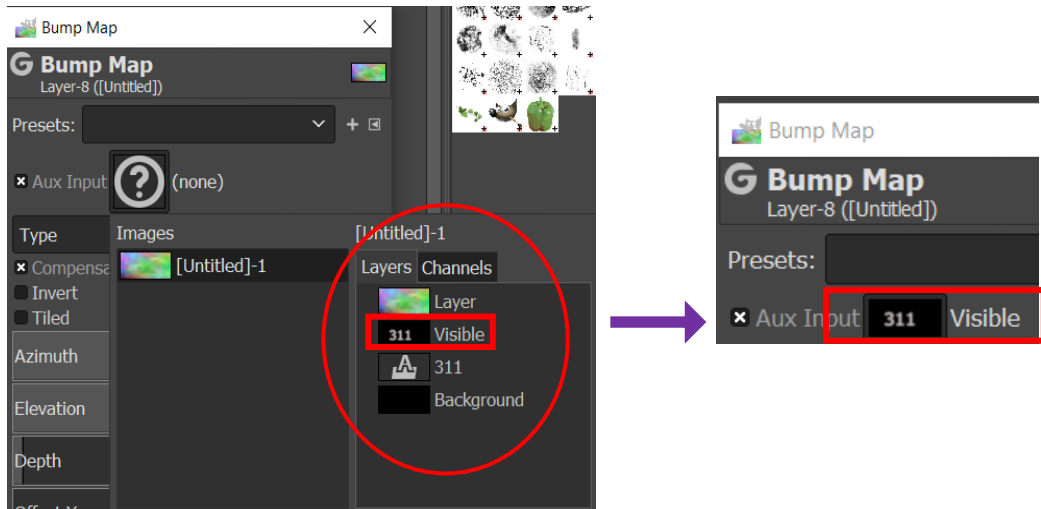 Bump Map
G Bump Map
Layer-8 ([Untitled])
Presets:
Aux Input
(none)
Type
Images
[Untitled]-1
[Untitled]-1
Layers Channels
Compensa
Invert
Tiled
Azimuth
Elevation
Depth
Layer
311 Visible
311
Background
Bump Map
G Bump Map
Layer-8 ([Untitled])
Presets:
Aux Input 311 Visible